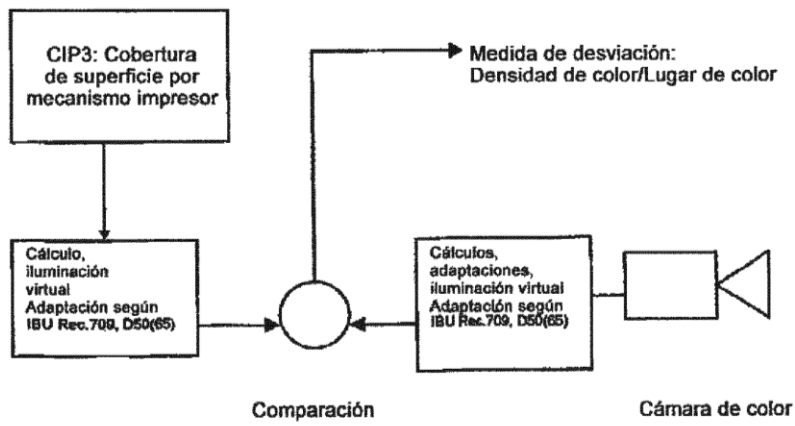 CIP3: Cobertura
de superficie por
mecanismo impresor
Medida de desviación:
Densidad de color/Lugar de color
Cálculo,
iluminación
virtual
Adaptación según
IBU Rec.709, D50(65)
Cálculos,
adaptaciones,
iluminación virtual
Adaptación según
IBU Rec.709, D50(65)
Comparación
Cámara de color